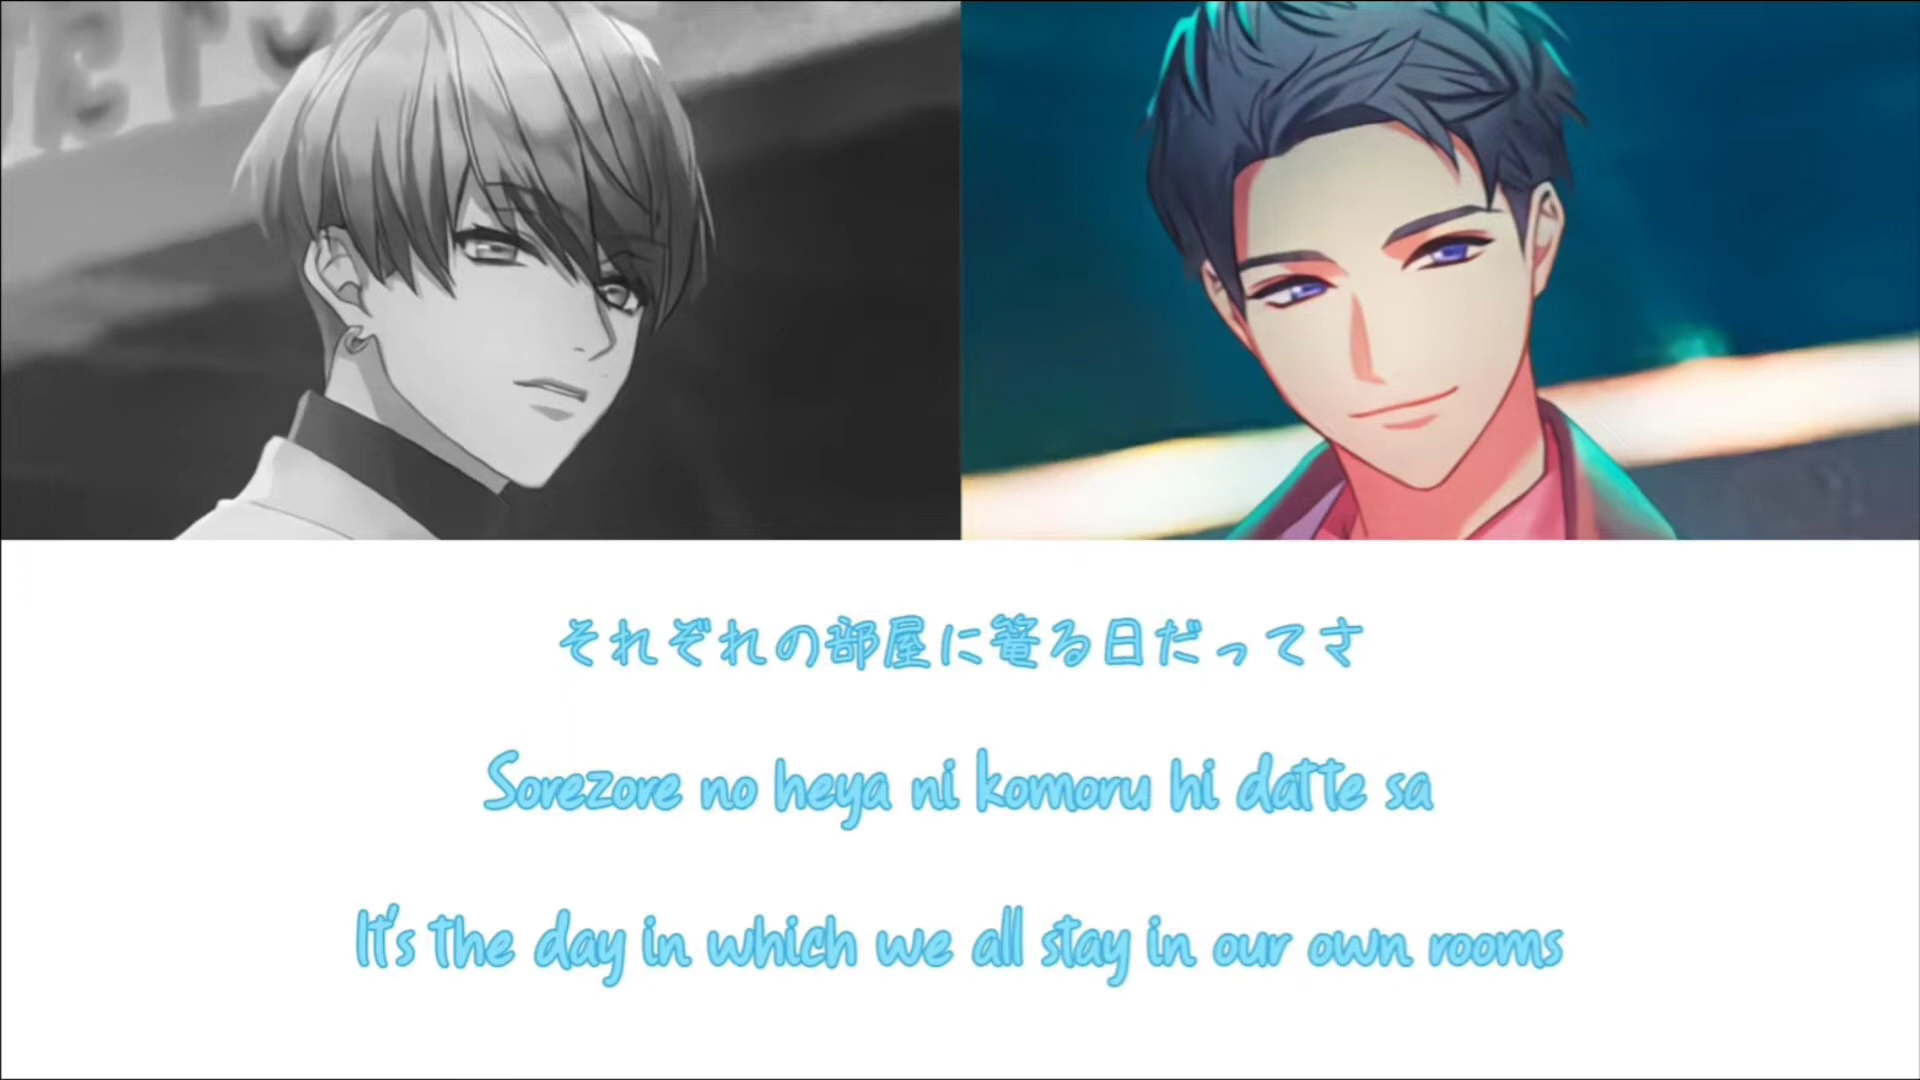 それぞれの部屋に篭る日だってさ
Sorezore no heya ni komoru hi datte sa
It's the day in which we all stay in our own rooms